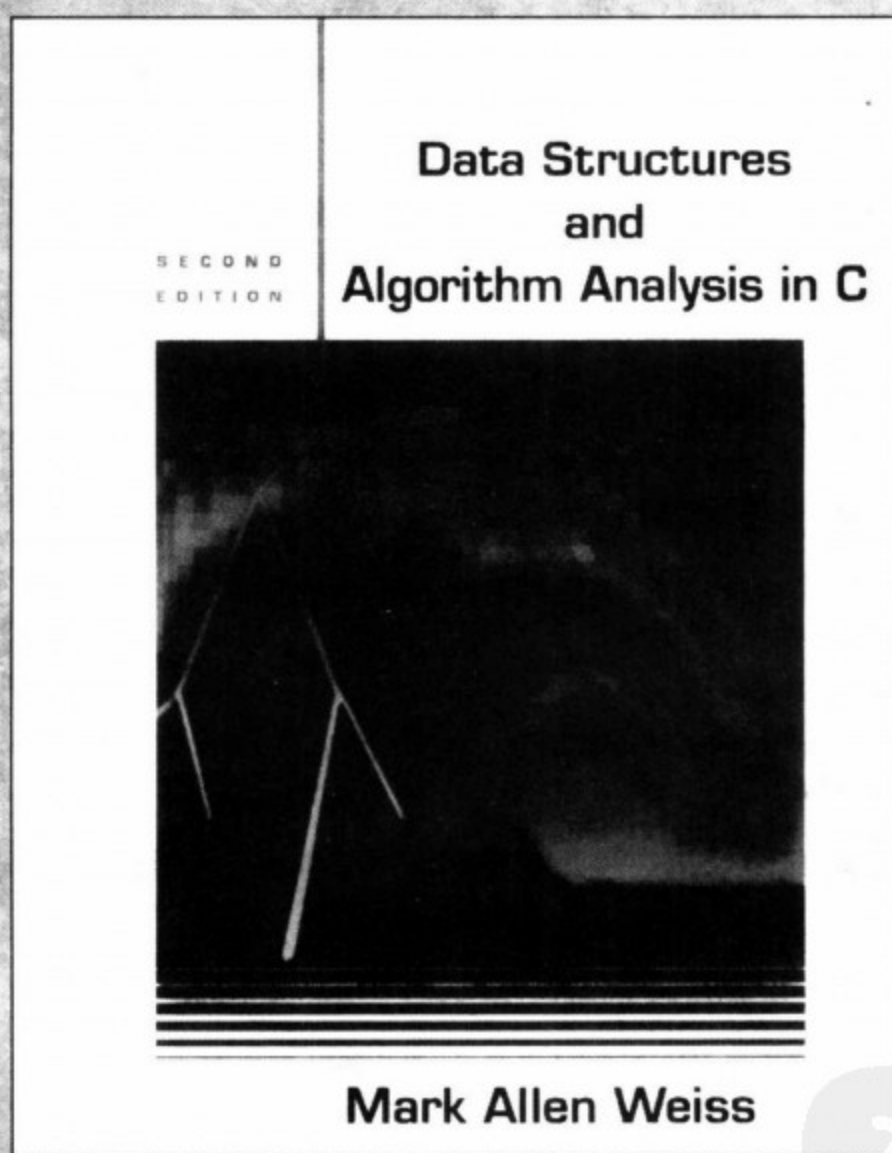 Data Structures
and
Algorithm Analysis in C
SECOND
EDITION
Mark Allen Weiss